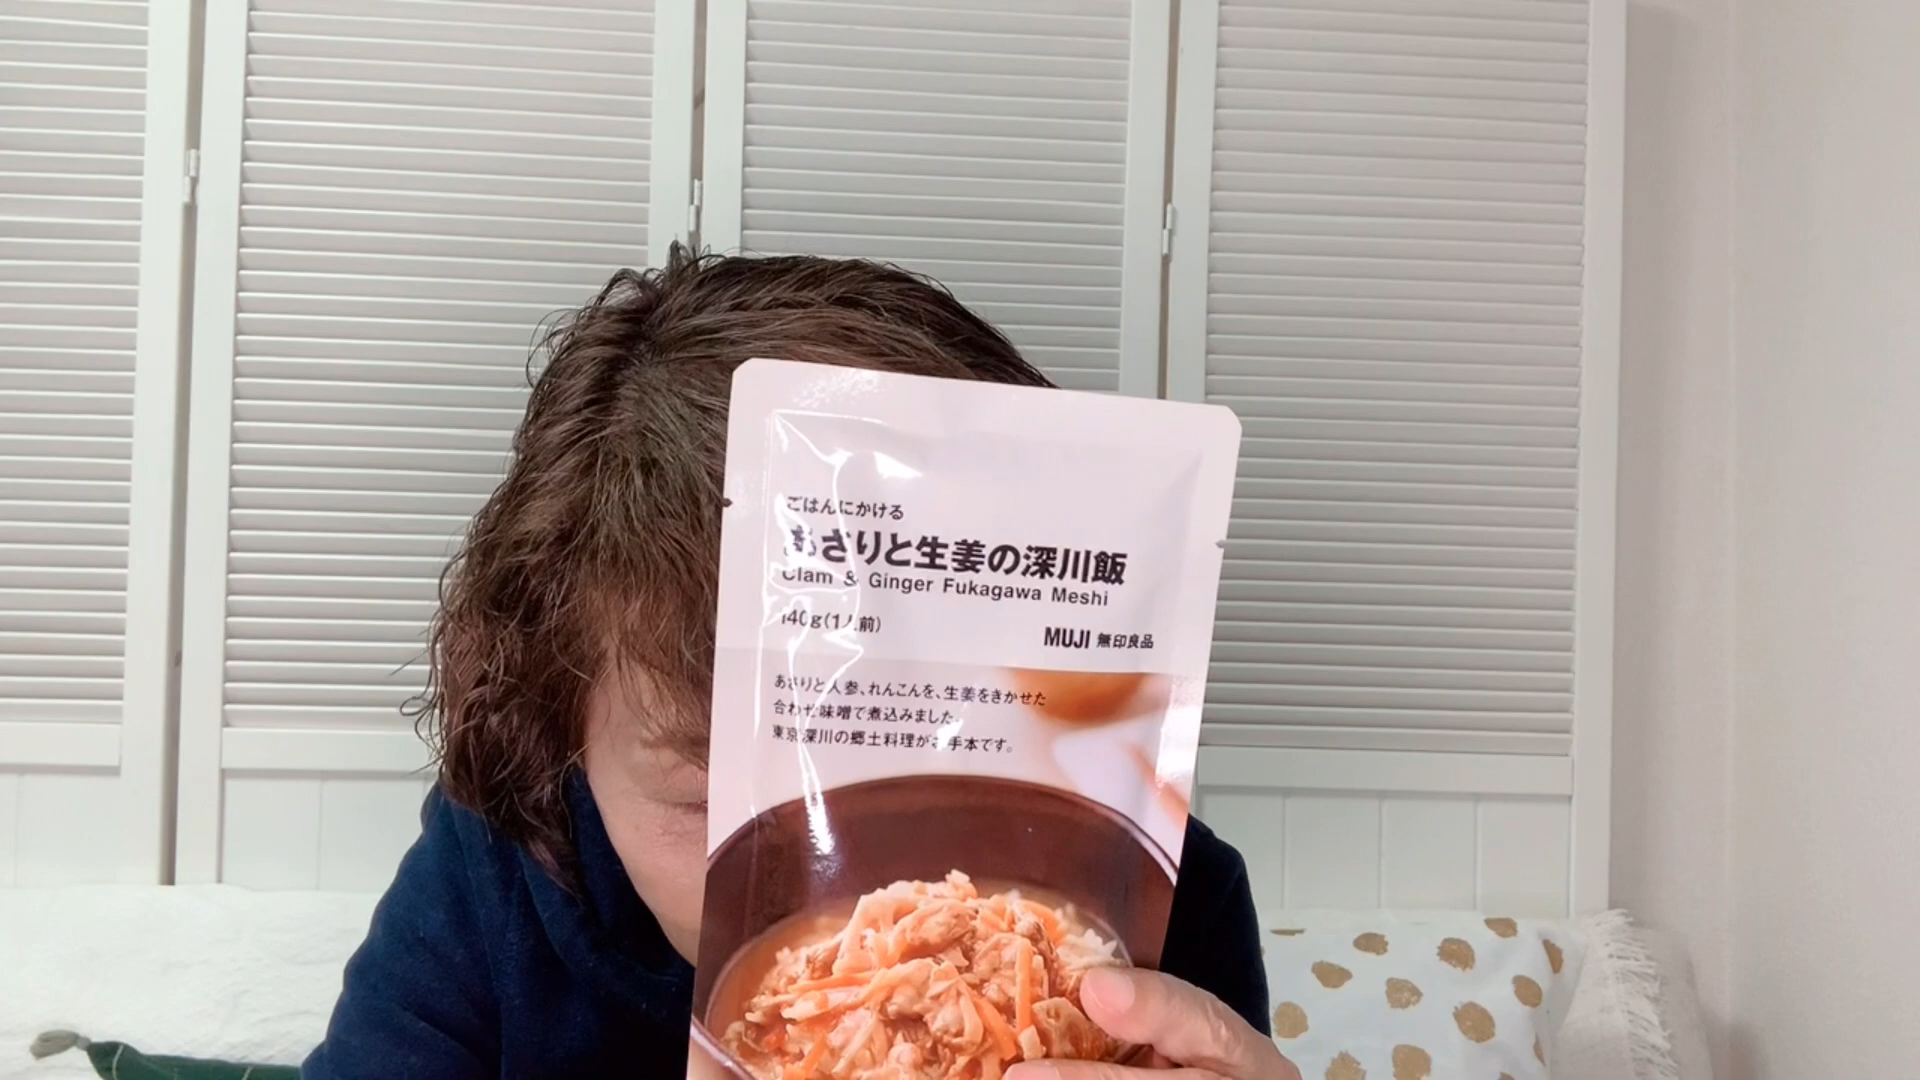 ごはんにかける
あさりと生姜の深川飯
Clam & Ginger Fukagawa Meshi
140g(1人前)
MUJI 無印良品
あさりと人参、れんこんを、生姜をきかせた
合わせ味噌で煮込みました。
東京深川の郷土料理がお手本です。